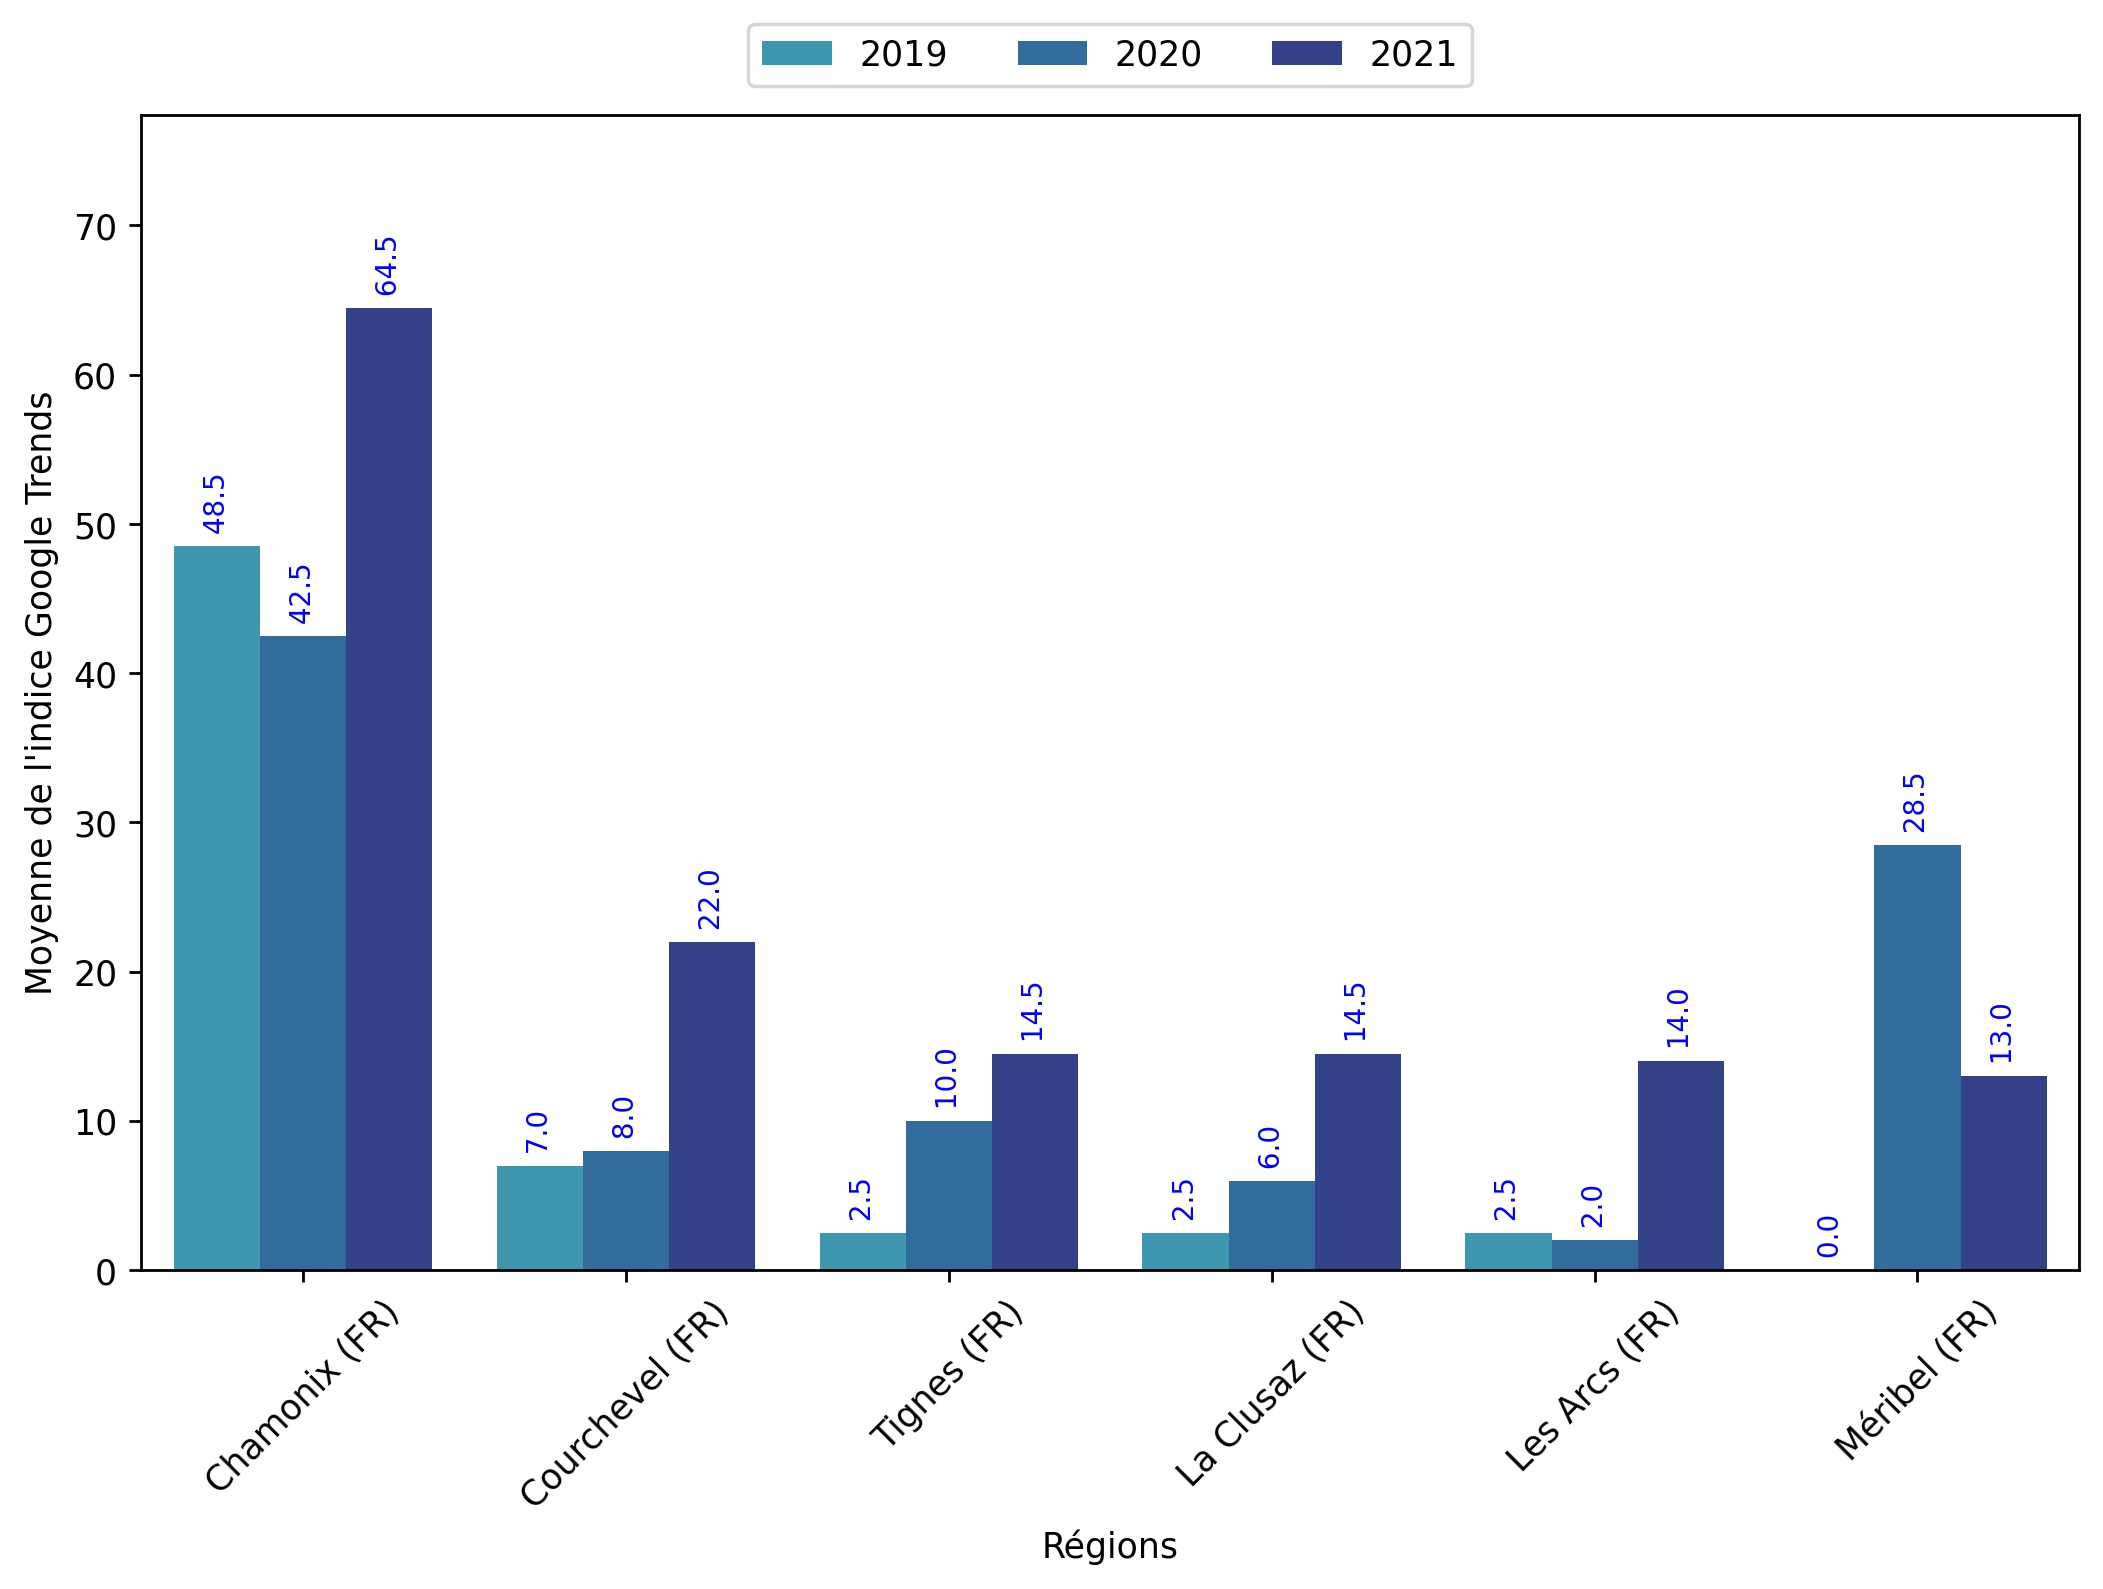 2019 2020 2021
Moyenne de l'indice Google Trends
70
60
50
40
30
20
10
0
48.5 42.5 64.5
7.0 8.0 22.0
2.5 10.0 14.5
2.5 6.0 14.5
2.5 2.0 14.0
0.0 28.5 13.0
Chamonix (FR)
Courchevel (FR)
Tignes (FR)
La Clusaz (FR)
Les Arcs (FR)
Méribel (FR)
Régions